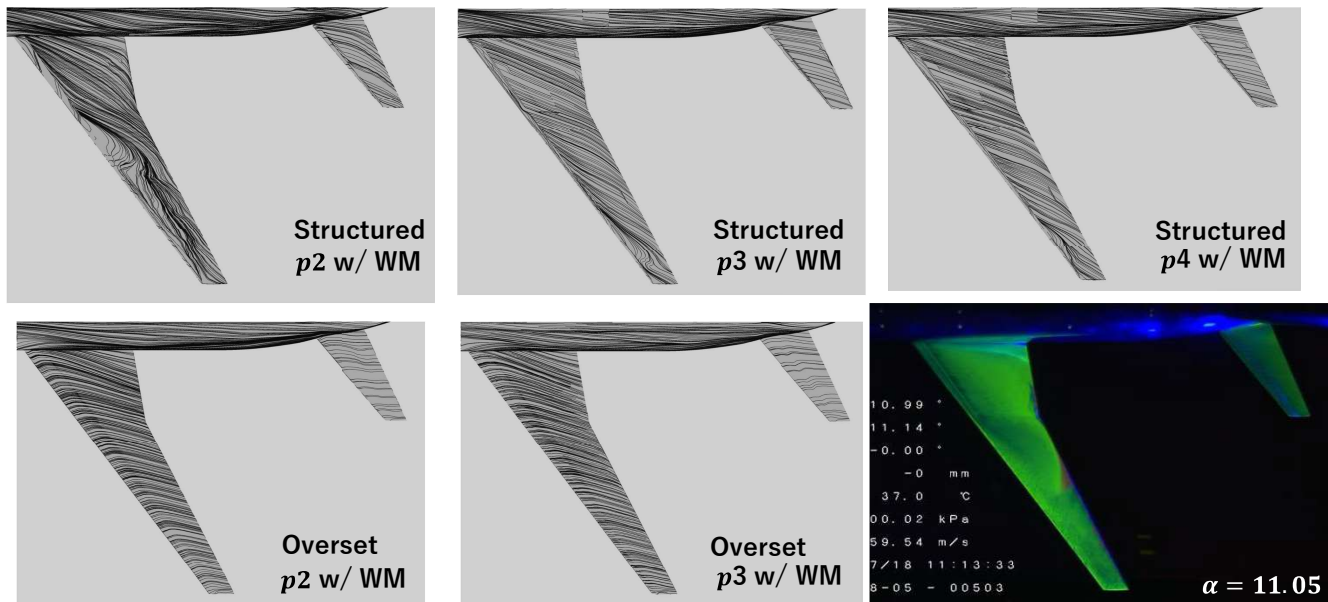 Structured
p2 w/ WM
Structured
p3 w/ WM
Structured
p4 w/ WM
Overset
p2 w/ WM
Overset
p3 w/ WM
10.99 °
11.14 °
-0.00 °
-0 mm
37.0 ℃
00.02 kPa
59.54 m/s
7/18 11:13:33
8-05 - 00503
α = 11.05